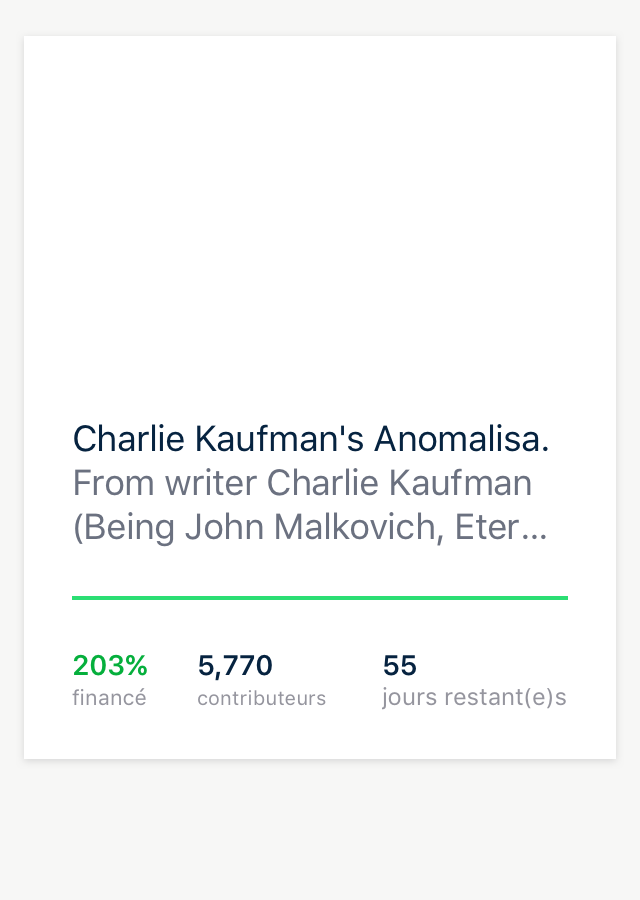 Charlie Kaufman's Anomalisa.
From writer Charlie Kaufman
(Being John Malkovich, Eter...
203% 5,770 55
financé contributeurs jours restant(e)s